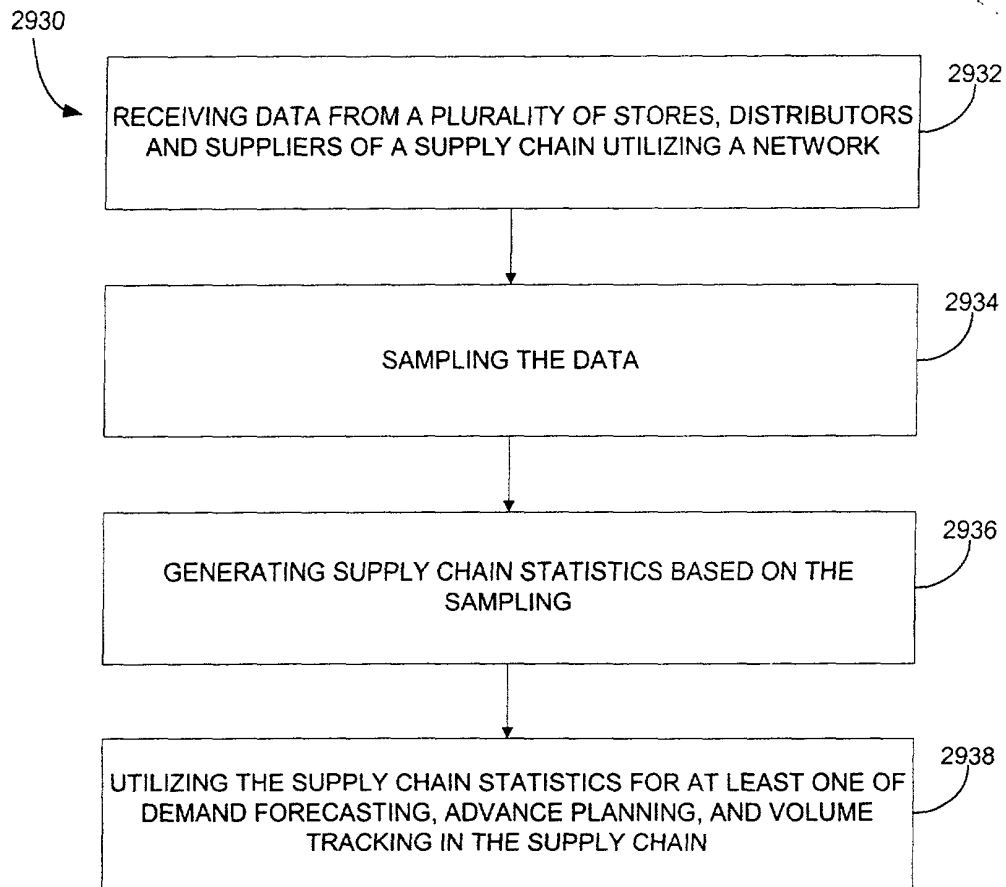 2930
2932
RECEIVING DATA FROM A PLURALITY OF STORES, DISTRIBUTORS
AND SUPPLIERS OF A SUPPLY CHAIN UTILIZING A NETWORK
2934
SAMPLING THE DATA
2936
GENERATING SUPPLY CHAIN STATISTICS BASED ON THE
SAMPLING
2938
UTILIZING THE SUPPLY CHAIN STATISTICS FOR AT LEAST ONE OF
DEMAND FORECASTING, ADVANCE PLANNING, AND VOLUME
TRACKING IN THE SUPPLY CHAIN